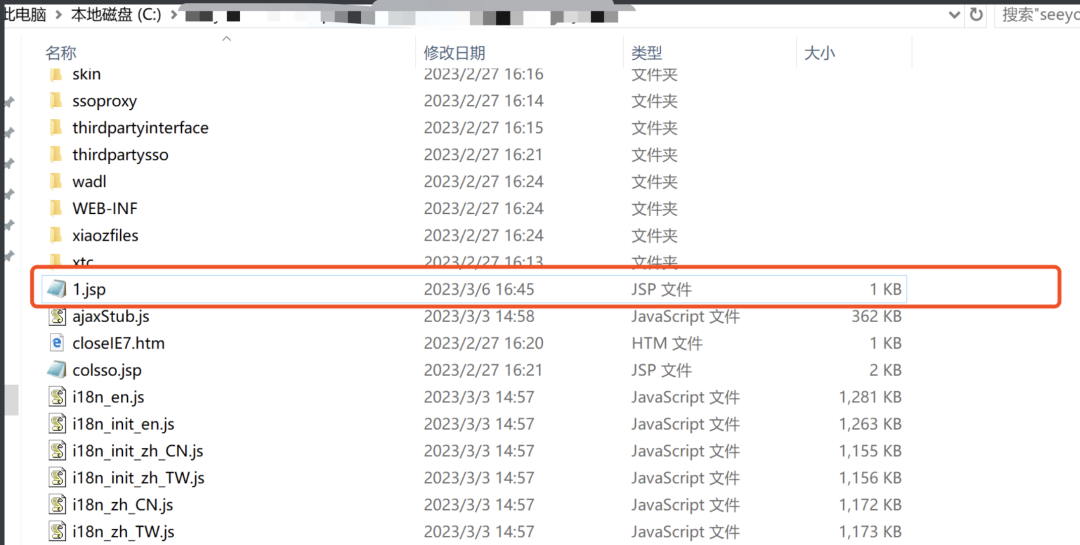 此电脑 > 本地磁盘 (C:) > 搜索"seeyc
名称 修改日期 类型 大小
skin 2023/2/27 16:16 文件夹
ssoproxy 2023/2/27 16:14 文件夹
thirdpartyinterface 2023/2/27 16:15 文件夹
thirdpartysso 2023/2/27 16:21 文件夹
wadl 2023/2/27 16:24 文件夹
WEB-INF 2023/2/27 16:24 文件夹
xiaozfiles 2023/2/27 16:24 文件夹
xtc 2023/2/27 16:13 文件夹
1.jsp 2023/3/6 16:45 JSP 文件 1 KB
ajaxStub.js 2023/3/3 14:58 JavaScript 文件 362 KB
closeIE7.htm 2023/2/27 16:20 HTM 文件 1 KB
colsso.jsp 2023/2/27 16:21 JSP 文件 2 KB
i18n_en.js 2023/3/3 14:57 JavaScript 文件 1,281 KB
i18n_init_en.js 2023/3/3 14:57 JavaScript 文件 1,263 KB
i18n_init_zh_CN.js 2023/3/3 14:57 JavaScript 文件 1,155 KB
i18n_init_zh_TW.js 2023/3/3 14:57 JavaScript 文件 1,156 KB
i18n_zh_CN.js 2023/3/3 14:57 JavaScript 文件 1,172 KB
i18n_zh_TW.js 2023/3/3 14:57 JavaScript 文件 1,173 KB